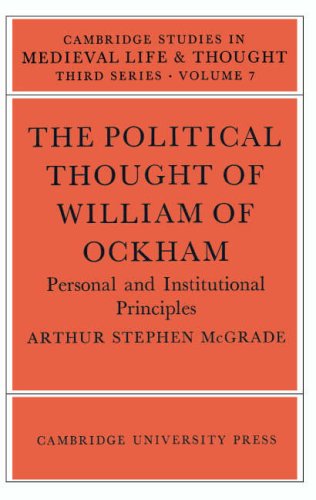 CAMBRIDGE STUDIES IN
MEDIEVAL LIFE & THOUGHT
THIRD SERIES · VOLUME 7
THE POLITICAL
THOUGHT OF
WILLIAM OF
OCKHAM
Personal and Institutional
Principles
ARTHUR STEPHEN McGRADE
CAMBRIDGE UNIVERSITY PRESS